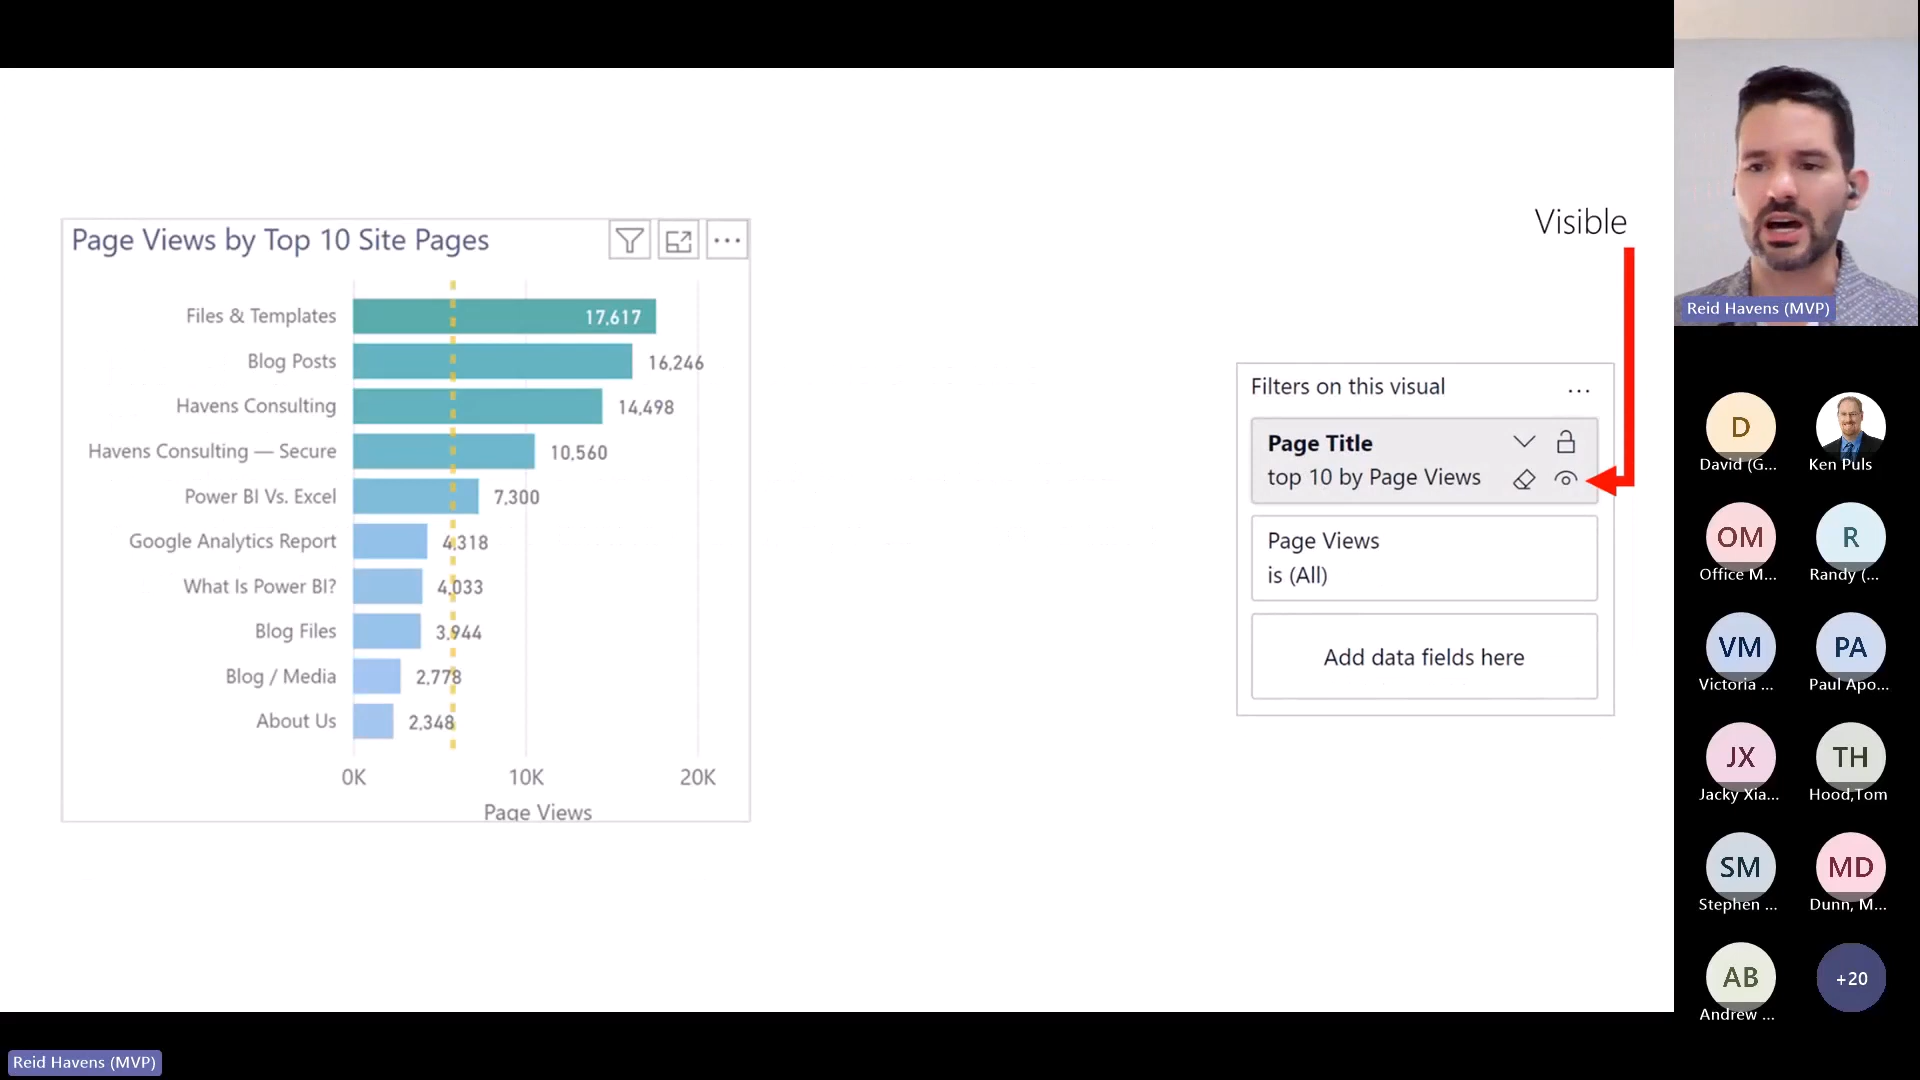 Page Views by Top 10 Site Pages
Files & Templates 17,617
Blog Posts 16,246
Havens Consulting 14,498
Havens Consulting — Secure 10,560
Power BI Vs. Excel 7,300
Google Analytics Report 4,318
What Is Power BI? 4,033
Blog Files 3,944
Blog / Media 2,778
About Us 2,348
0K 10K 20K
Page Views
Visible
Filters on this visual ...
Page Title
top 10 by Page Views
Page Views
is (All)
Add data fields here
Reid Havens (MVP)
D
David (G...
Ken Puls
OM
Office M...
R
Randy (...
VM
Victoria ...
PA
Paul Apo...
JX
Jacky Xia...
TH
Hood,Tom
SM
Stephen ...
MD
Dunn, M...
AB
Andrew ...
+20
Reid Havens (MVP)